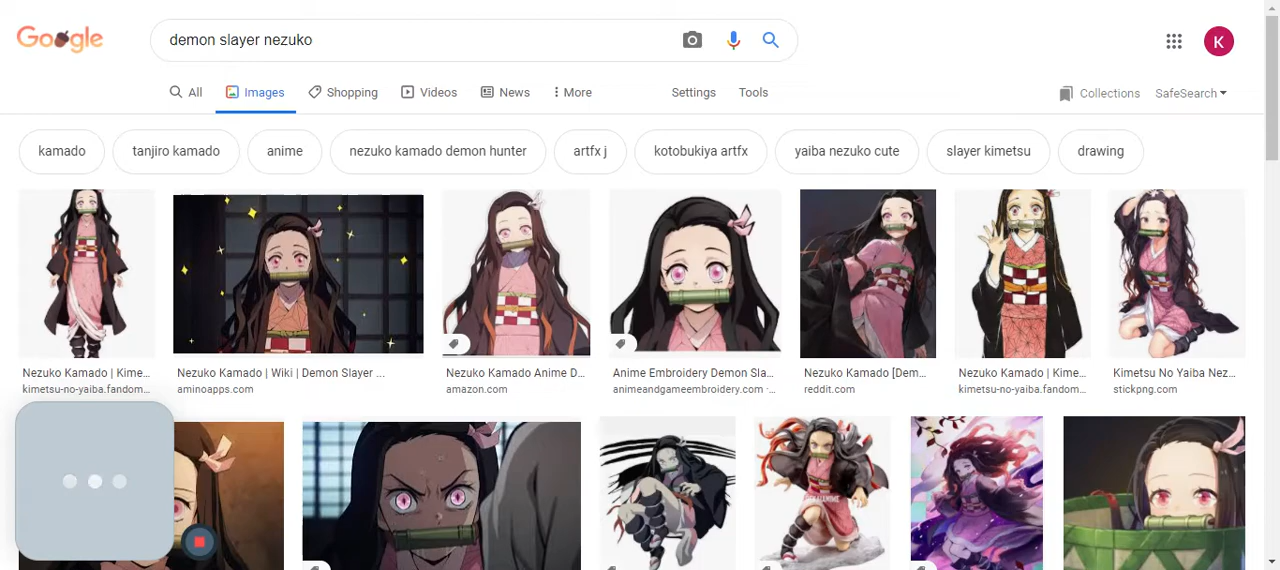 Google
demon slayer nezuko
K
All Images Shopping Videos News More Settings Tools Collections SafeSearch
kamado tanjiro kamado anime nezuko kamado demon hunter artfx j kotobukiya artfx yaiba nezuko cute slayer kimetsu drawing
Nezuko Kamado | Kime... Nezuko Kamado | Wiki | Demon Slayer ... Nezuko Kamado Anime D... Anime Embroidery Demon Sla... Nezuko Kamado [Dem... Nezuko Kamado | Kime... Kimetsu No Yaiba Nez...
kimetsu-no-yaiba.fandom... aminoapps.com amazon.com animeandgameembroidery.com · reddit.com kimetsu-no-yaiba.fandom... stickpng.com